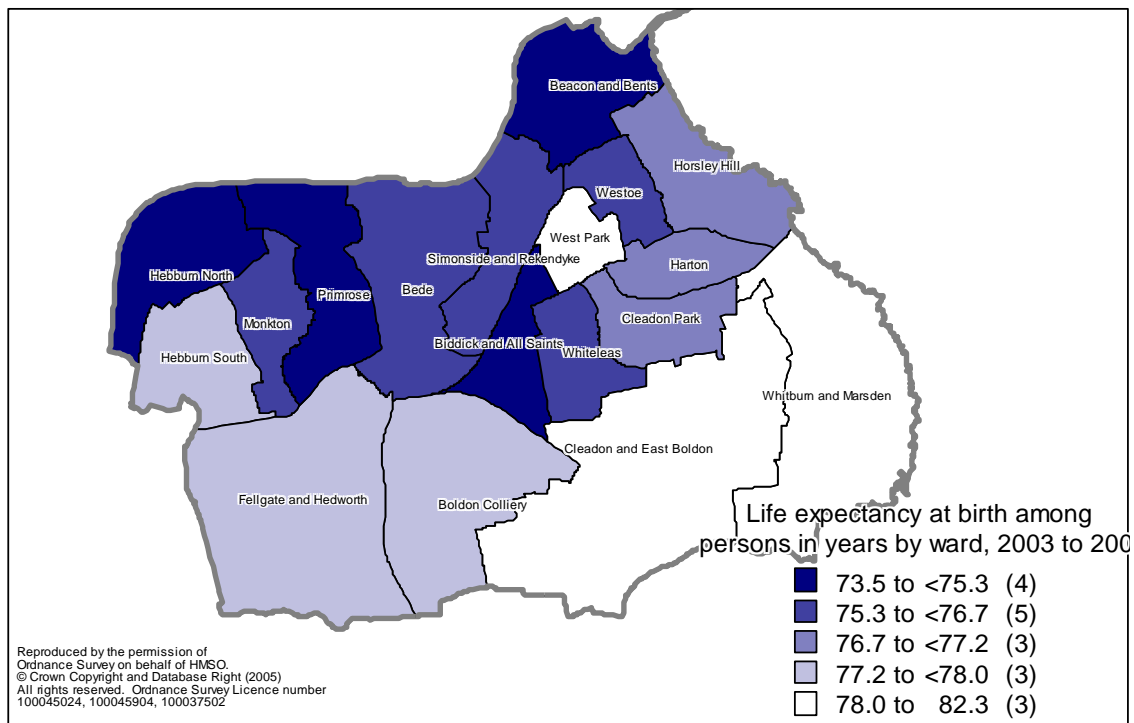 Beacon and Bents
Horsley Hill
Westoe
West Park
Simonside and Rekendyke
Harton
Hebburn North
Primrose
Bede
Cleadon Park
Monkton
Biddick and All Saints
Whiteleas
Hebburn South
Whitburn and Marsden
Cleadon and East Boldon
Fellgate and Hedworth
Boldon Colliery
Life expectancy at birth among
persons in years by ward, 2003 to 200
73.5 to <75.3 (4)
75.3 to <76.7 (5)
76.7 to <77.2 (3)
77.2 to <78.0 (3)
78.0 to 82.3 (3)
Reproduced by the permission of
Ordnance Survey on behalf of HMSO.
© Crown Copyright and Database Right (2005)
All rights reserved. Ordnance Survey Licence number
100045024, 100045904, 100037502